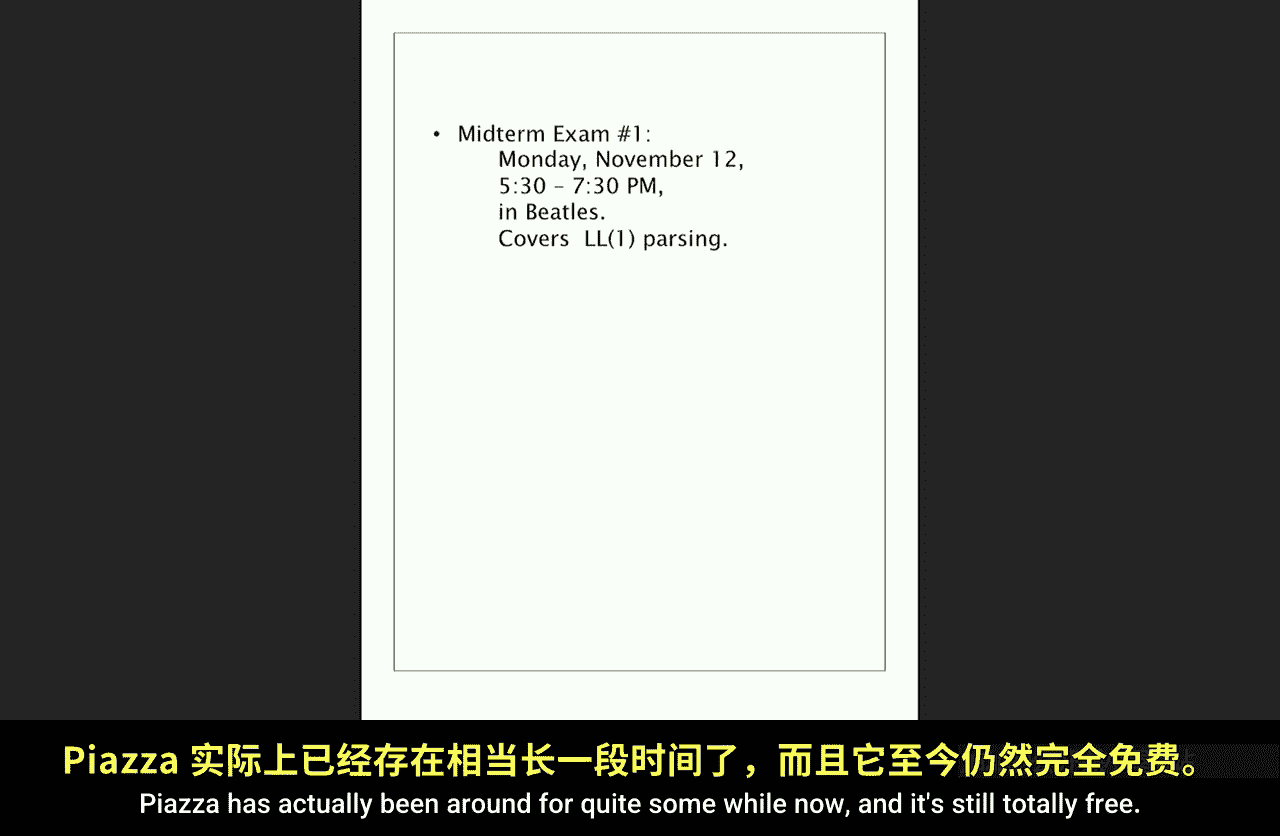 • Midterm Exam #1:
Monday, November 12,
5:30 – 7:30 PM,
in Beatles.
Covers LL(1) parsing.
Piazza 实际上已经存在相当长一段时间了，而且它至今仍然完全免费。
Piazza has actually been around for quite some while now, and it's still totally free.